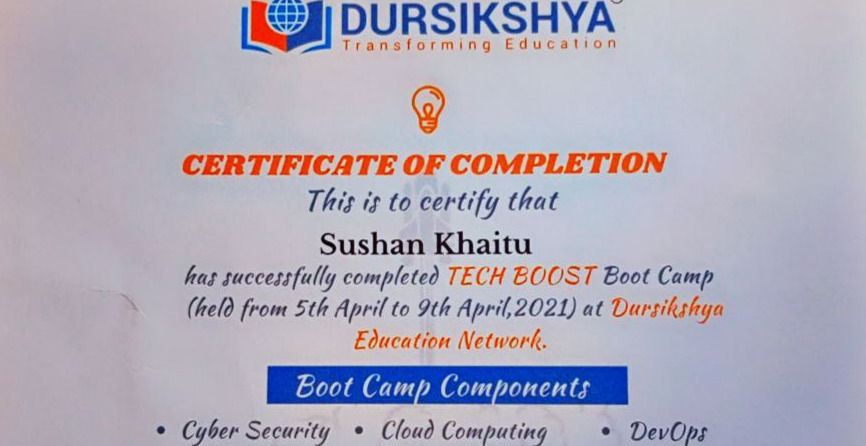 DURSIKSHYA
Transforming Education
CERTIFICATE OF COMPLETION
This is to certify that
Sushan Khaitu
has successfully completed TECH BOOST Boot Camp
(held from 5th April to 9th April,2021) at Dursikshya
Education Network.
Boot Camp Components
• Cyber Security • Cloud Computing • DevOps